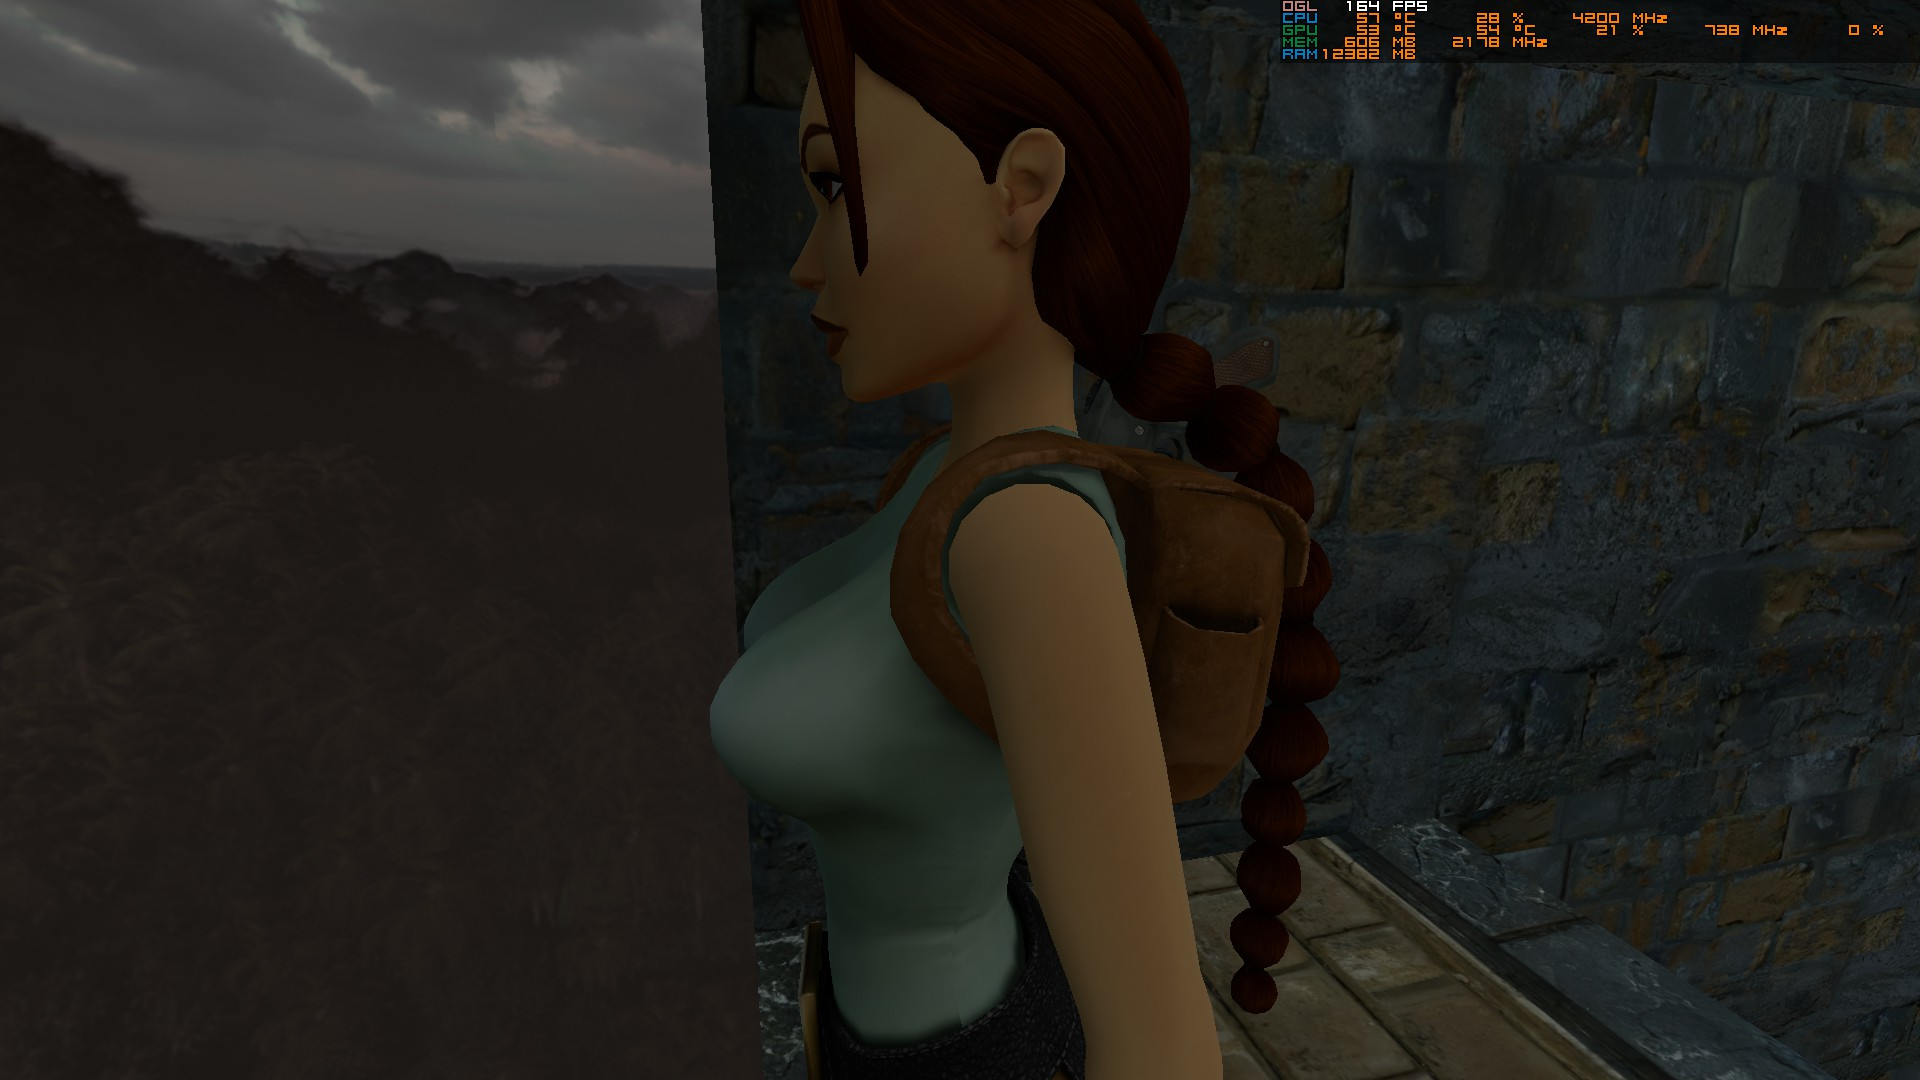 OGL 164 FPS
CPU 57 °C 28 % 4200 MHz
GPU 53 °C 54 °C 21 % 738 MHz 0 %
MEM 606 MB 2178 MHz
RAM 12382 MB